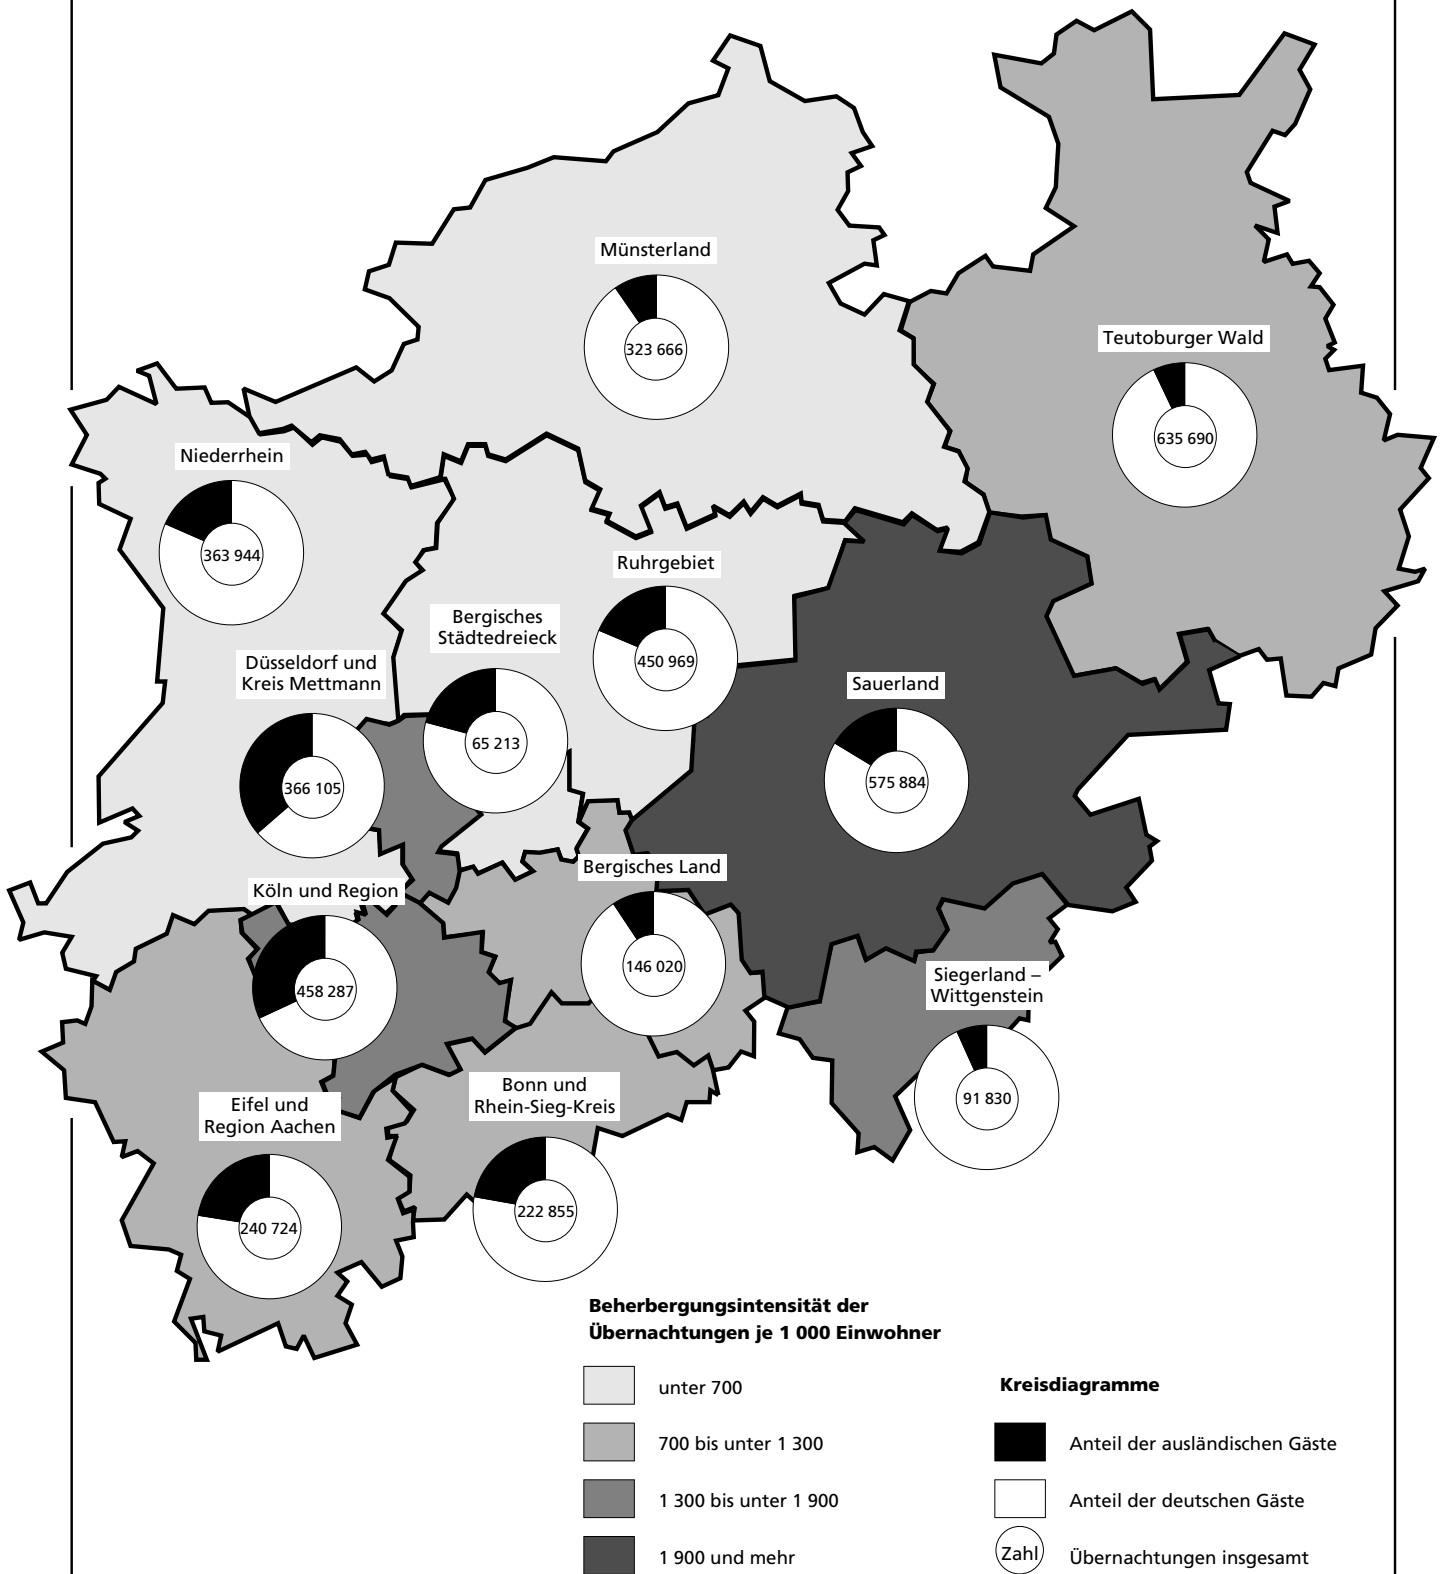 Münsterland
323 666
Teutoburger Wald
635 690
Niederrhein
363 944
Ruhrgebiet
450 969
Bergisches
Städtedreieck
65 213
Düsseldorf und
Kreis Mettmann
366 105
Sauerland
575 884
Bergisches Land
146 020
Köln und Region
458 287
Siegerland –
Wittgenstein
91 830
Bonn und
Rhein-Sieg-Kreis
222 855
Eifel und
Region Aachen
240 724
Beherbergungsintensität der
Übernachtungen je 1 000 Einwohner
unter 700
700 bis unter 1 300
1 300 bis unter 1 900
1 900 und mehr
Kreisdiagramme
Anteil der ausländischen Gäste
Anteil der deutschen Gäste
Zahl
Übernachtungen insgesamt